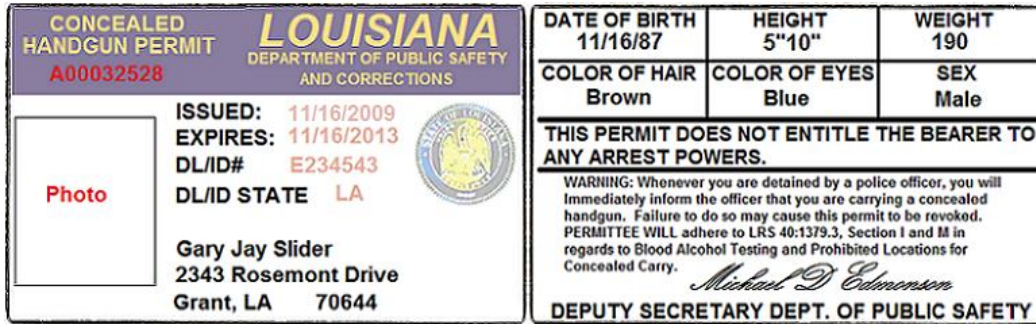 CONCEALED
HANDGUN PERMIT
A00032528
LOUISIANA
DEPARTMENT OF PUBLIC SAFETY
AND CORRECTIONS
Photo
ISSUED: 11/16/2009
EXPIRES: 11/16/2013
DL/ID# E234543
DL/ID STATE LA
Gary Jay Slider
2343 Rosemont Drive
Grant, LA 70644
DATE OF BIRTH
11/16/87
HEIGHT
5"10"
WEIGHT
190
COLOR OF HAIR
Brown
COLOR OF EYES
Blue
SEX
Male
THIS PERMIT DOES NOT ENTITLE THE BEARER TO
ANY ARREST POWERS.
WARNING: Whenever you are detained by a police officer, you will
Immediately inform the officer that you are carrying a concealed
handgun. Failure to do so may cause this permit to be revoked.
PERMITTEE WILL adhere to LRS 40:1379.3, Section I and M in
regards to Blood Alcohol Testing and Prohibited Locations for
Concealed Carry.
Michael D Edmonson
DEPUTY SECRETARY DEPT. OF PUBLIC SAFETY